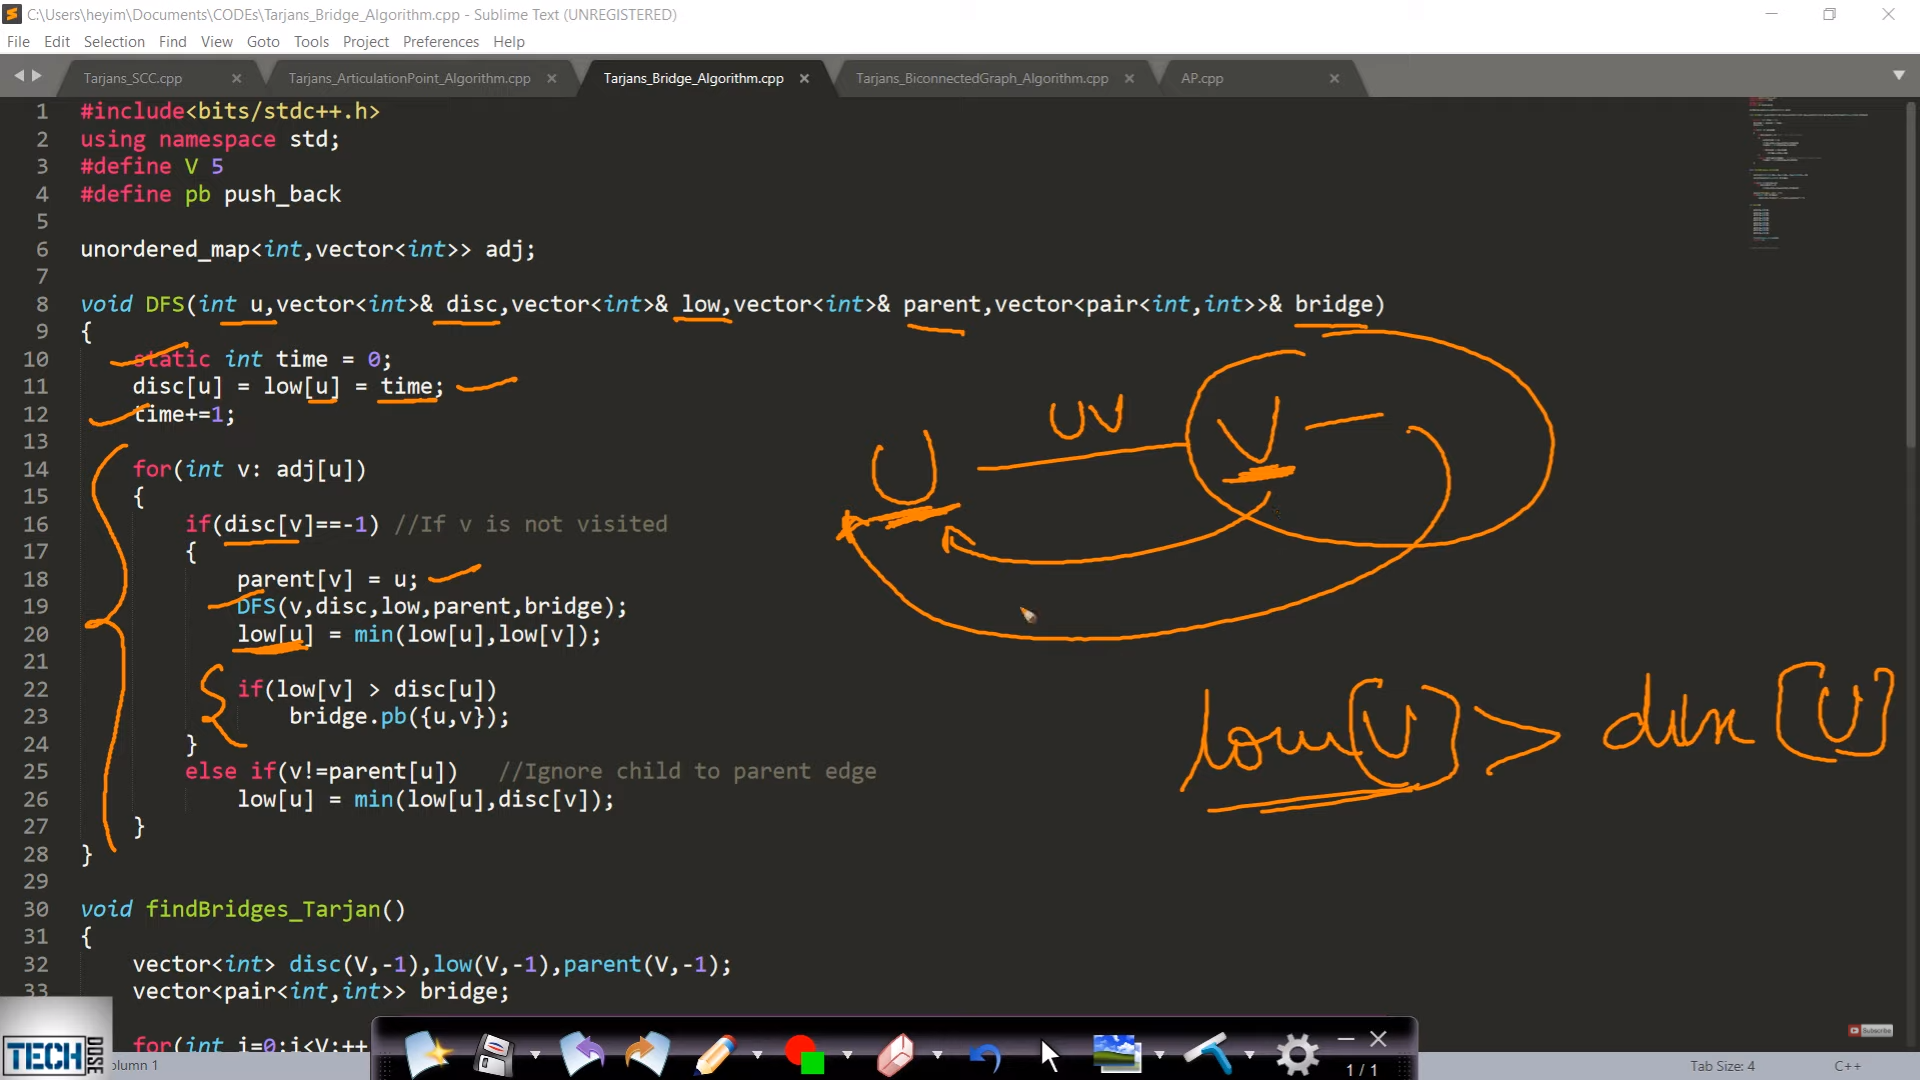 C:\Users\heyim\Documents\CODEs\Tarjans_Bridge_Algorithm.cpp - Sublime Text (UNREGISTERED)
File Edit Selection Find View Goto Tools Project Preferences Help
Tarjans_SCC.cpp Tarjans_ArticulationPoint_Algorithm.cpp Tarjans_Bridge_Algorithm.cpp Tarjans_BiconnectedGraph_Algorithm.cpp AP.cpp
1 #include<bits/stdc++.h>
2 using namespace std;
3 #define V 5
4 #define pb push_back
5
6 unordered_map<int,vector<int>> adj;
7
8 void DFS(int u,vector<int>& disc,vector<int>& low,vector<int>& parent,vector<pair<int,int>>& bridge)
9 {
10 static int time = 0;
11 disc[u] = low[u] = time;
12 time+=1;
13
14 for(int v: adj[u])
15 {
16 if(disc[v]==-1) //If v is not visited
17 {
18 parent[v] = u;
19 DFS(v,disc,low,parent,bridge);
20 low[u] = min(low[u],low[v]);
21
22 if(low[v] > disc[u])
23 bridge.pb({u,v});
24 }
25 else if(v!=parent[u]) //Ignore child to parent edge
26 low[u] = min(low[u],disc[v]);
27 }
28 }
29
30 void findBridges_Tarjan()
31 {
32 vector<int> disc(V,-1),low(V,-1),parent(V,-1);
33 vector<pair<int,int>> bridge;
for(int i=0;i<V;++
UV
U V
low[V] > disc[U]
Subscribe
TECH DOSE
olumn 1
1 / 1
Tab Size: 4 C++